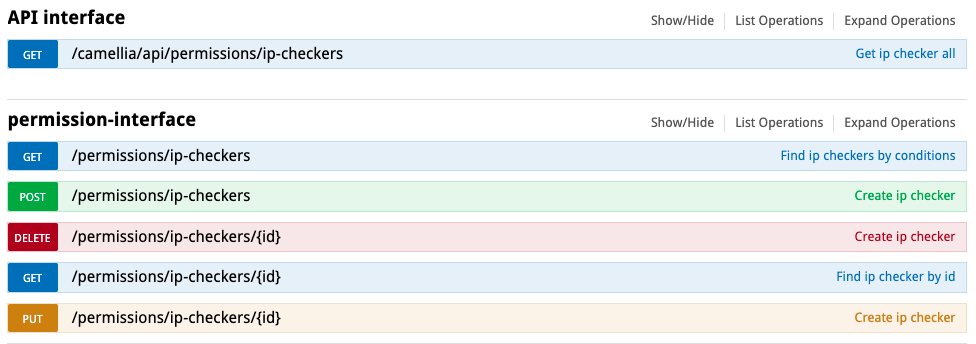 API interface Show/Hide List Operations Expand Operations
GET /camellia/api/permissions/ip-checkers Get ip checker all
permission-interface Show/Hide List Operations Expand Operations
GET /permissions/ip-checkers Find ip checkers by conditions
POST /permissions/ip-checkers Create ip checker
DELETE /permissions/ip-checkers/{id} Create ip checker
GET /permissions/ip-checkers/{id} Find ip checker by id
PUT /permissions/ip-checkers/{id} Create ip checker